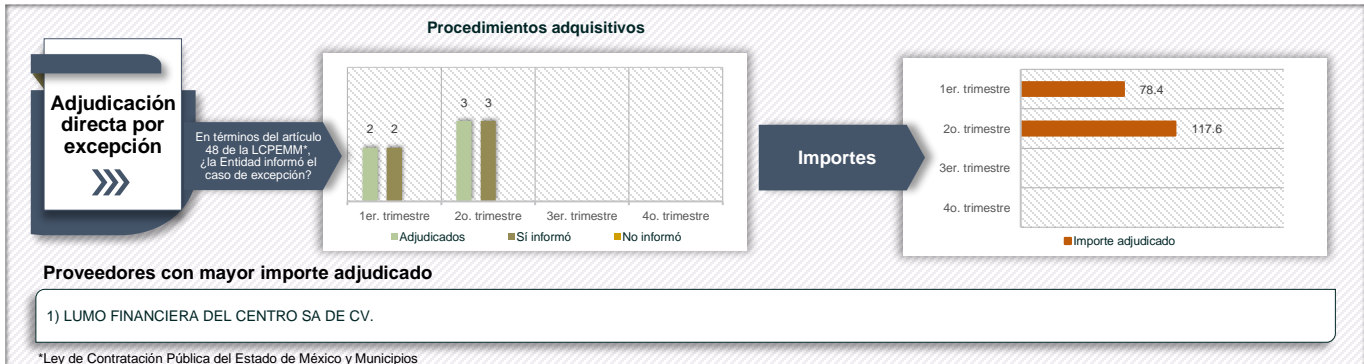 Procedimientos adquisitivos
Adjudicación
directa por
excepción
En términos del artículo
48 de la LCPEMM*,
¿la Entidad informó el
caso de excepción?
2 2
3 3
1er. trimestre 2o. trimestre 3er. trimestre 4o. trimestre
Adjudicados Sí informó No informó
Importes
1er. trimestre 78.4
2o. trimestre 117.6
3er. trimestre
4o. trimestre
Importe adjudicado
Proveedores con mayor importe adjudicado
1) LUMO FINANCIERA DEL CENTRO SA DE CV.
*Ley de Contratación Pública del Estado de México y Municipios